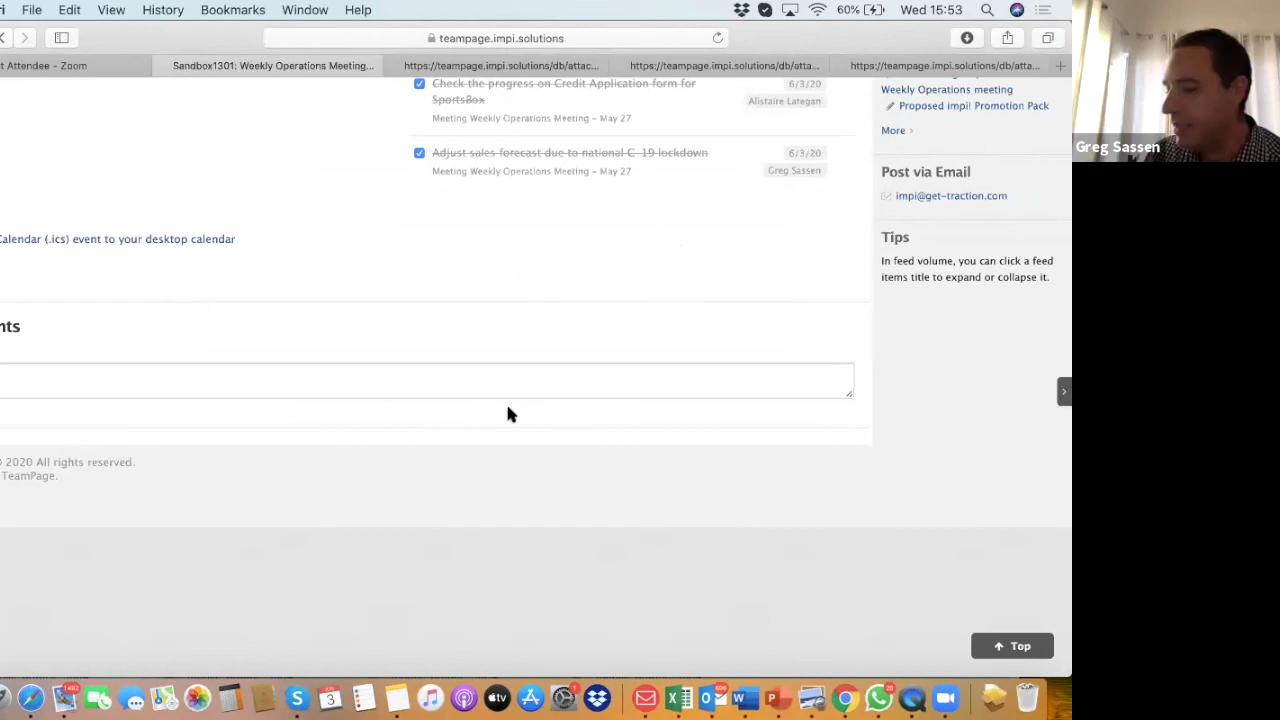 File Edit View History Bookmarks Window Help
60% Wed 15:53
teampage.impi.solutions
t Attendee - Zoom
Sandbox1301: Weekly Operations Meeting...
https://teampage.impi.solutions/db/attac...
https://teampage.impi.solutions/db/atta...
https://teampage.impi.solutions/db/atta...
Check the progress on Credit Application form for
SportsBox
6/3/20
Alistaire Lategan
Meeting Weekly Operations Meeting – May 27
Adjust sales forecast due to national C-19 lockdown
6/3/20
Greg Sassen
Meeting Weekly Operations Meeting – May 27
Calendar (.ics) event to your desktop calendar
nts
© 2020 All rights reserved.
TeamPage.
Weekly Operations meeting
Proposed impi! Promotion Pack
More ›
Post via Email
impi@get-traction.com
Tips
In feed volume, you can click a feed
items title to expand or collapse it.
Top
Greg Sassen